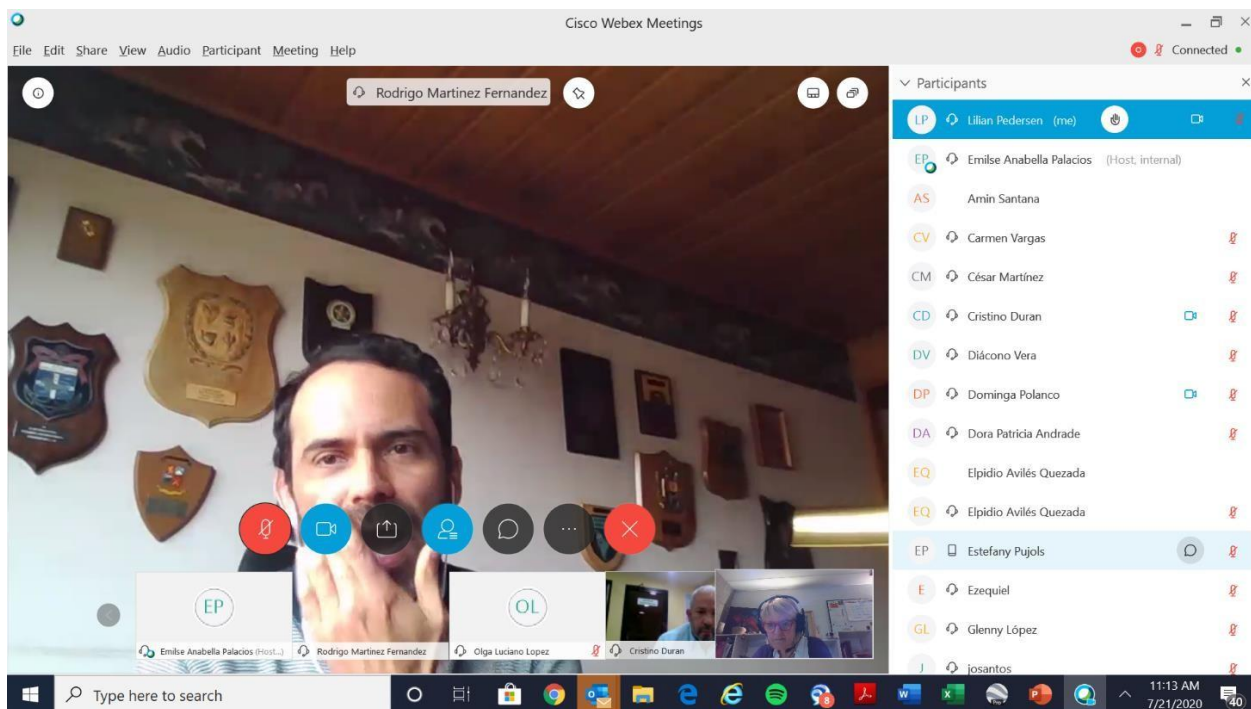 Cisco Webex Meetings
File Edit Share View Audio Participant Meeting Help
Connected
Rodrigo Martinez Fernandez
Participants
LP Lilian Pedersen (me)
EP Emilse Anabella Palacios (Host, internal)
AS Amin Santana
CV Carmen Vargas
CM César Martínez
CD Cristino Duran
DV Diácono Vera
DP Dominga Polanco
DA Dora Patricia Andrade
EQ Elpidio Avilés Quezada
EQ Elpidio Avilés Quezada
EP Estefany Pujols
E Ezequiel
GL Glenny López
J josantos
EP
OL
Emilse Anabella Palacios (Host...)
Rodrigo Martinez Fernandez
Olga Luciano Lopez
Cristino Duran
Type here to search
8
11:13 AM
7/21/2020
40